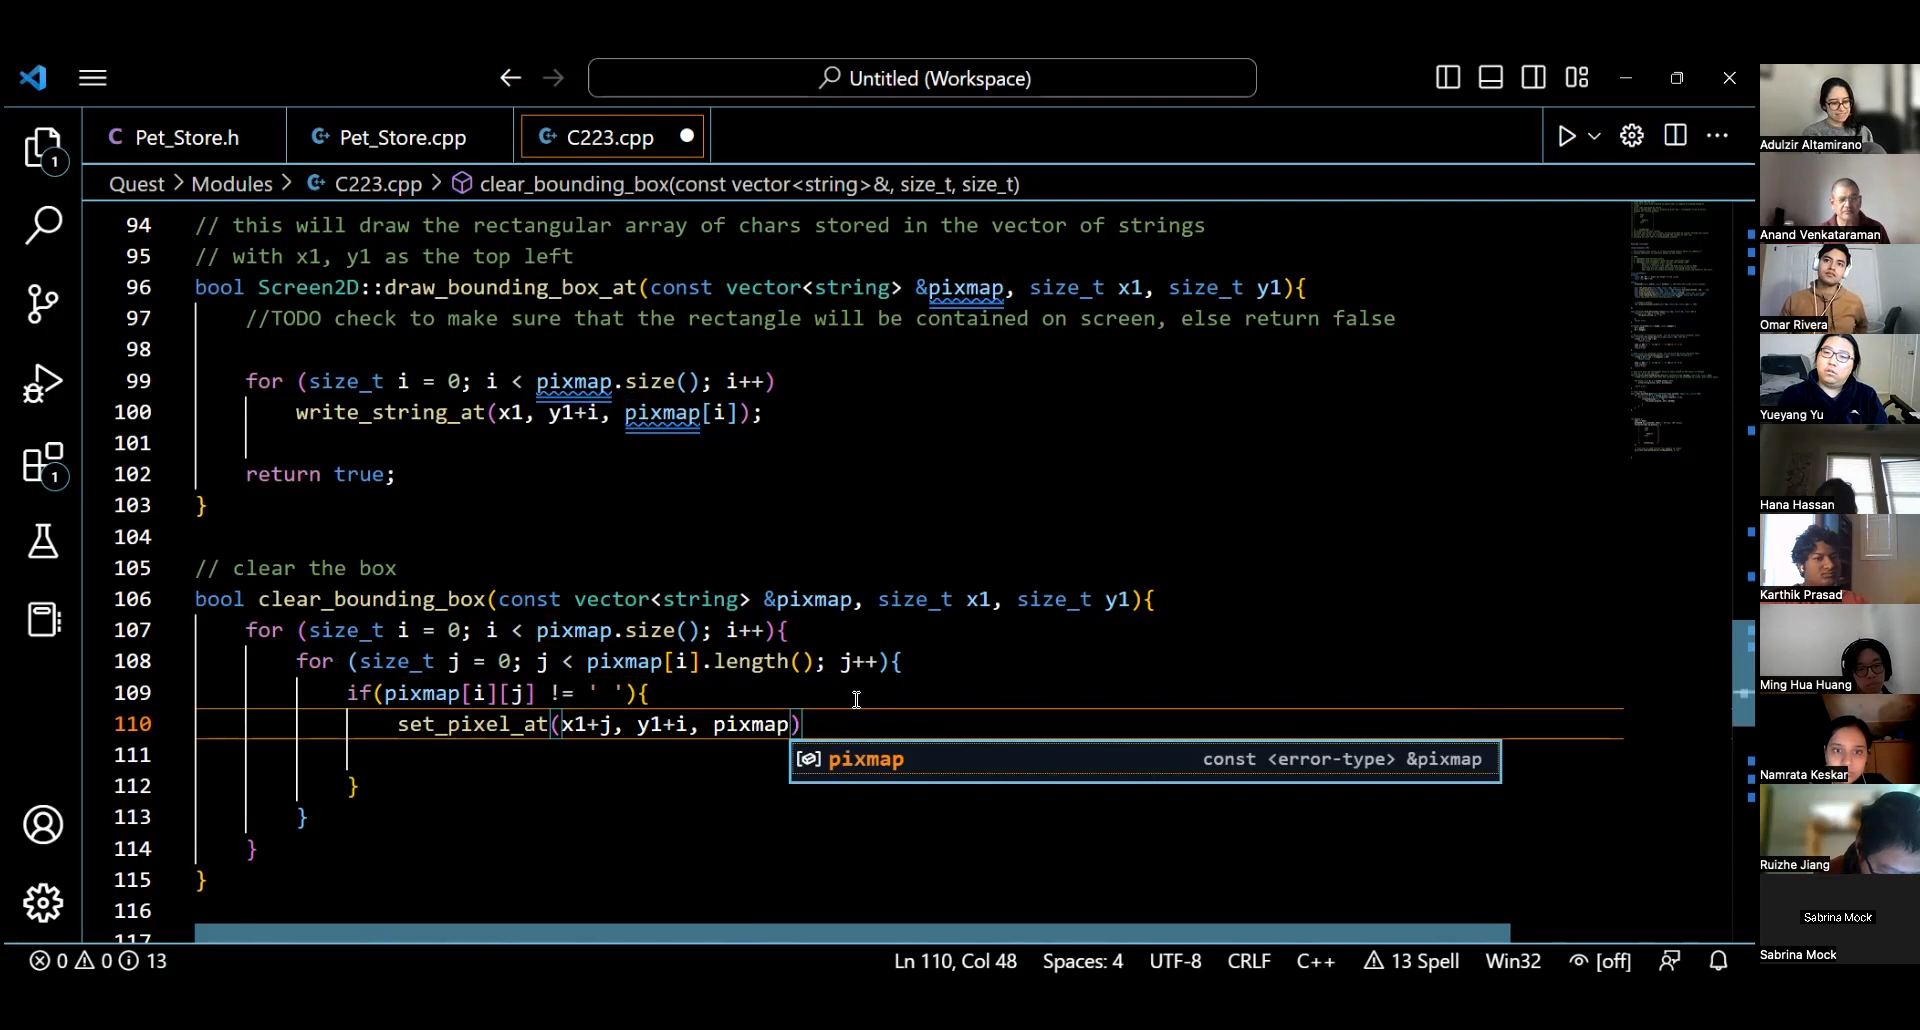 Untitled (Workspace)
C Pet_Store.h
Pet_Store.cpp
C223.cpp
Quest > Modules > C223.cpp > clear_bounding_box(const vector<string>&, size_t, size_t)
94 // this will draw the rectangular array of chars stored in the vector of strings
95 // with x1, y1 as the top left
96 bool Screen2D::draw_bounding_box_at(const vector<string> &pixmap, size_t x1, size_t y1){
97 //TODO check to make sure that the rectangle will be contained on screen, else return false
98
99 for (size_t i = 0; i < pixmap.size(); i++)
100 write_string_at(x1, y1+i, pixmap[i]);
101
102 return true;
103 }
104
105 // clear the box
106 bool clear_bounding_box(const vector<string> &pixmap, size_t x1, size_t y1){
107 for (size_t i = 0; i < pixmap.size(); i++){
108 for (size_t j = 0; j < pixmap[i].length(); j++){
109 if(pixmap[i][j] != ' '){
110 set_pixel_at(x1+j, y1+i, pixmap)
pixmap const <error-type> &pixmap
111
112 }
113 }
114 }
115 }
116
117
1
1
0 0 13
Ln 110, Col 48 Spaces: 4 UTF-8 CRLF C++ 13 Spell Win32 [off]
Adulzir Altamirano
Anand Venkataraman
Omar Rivera
Yueyang Yu
Hana Hassan
Karthik Prasad
Ming Hua Huang
Namrata Keskar
Ruizhe Jiang
Sabrina Mock
Sabrina Mock